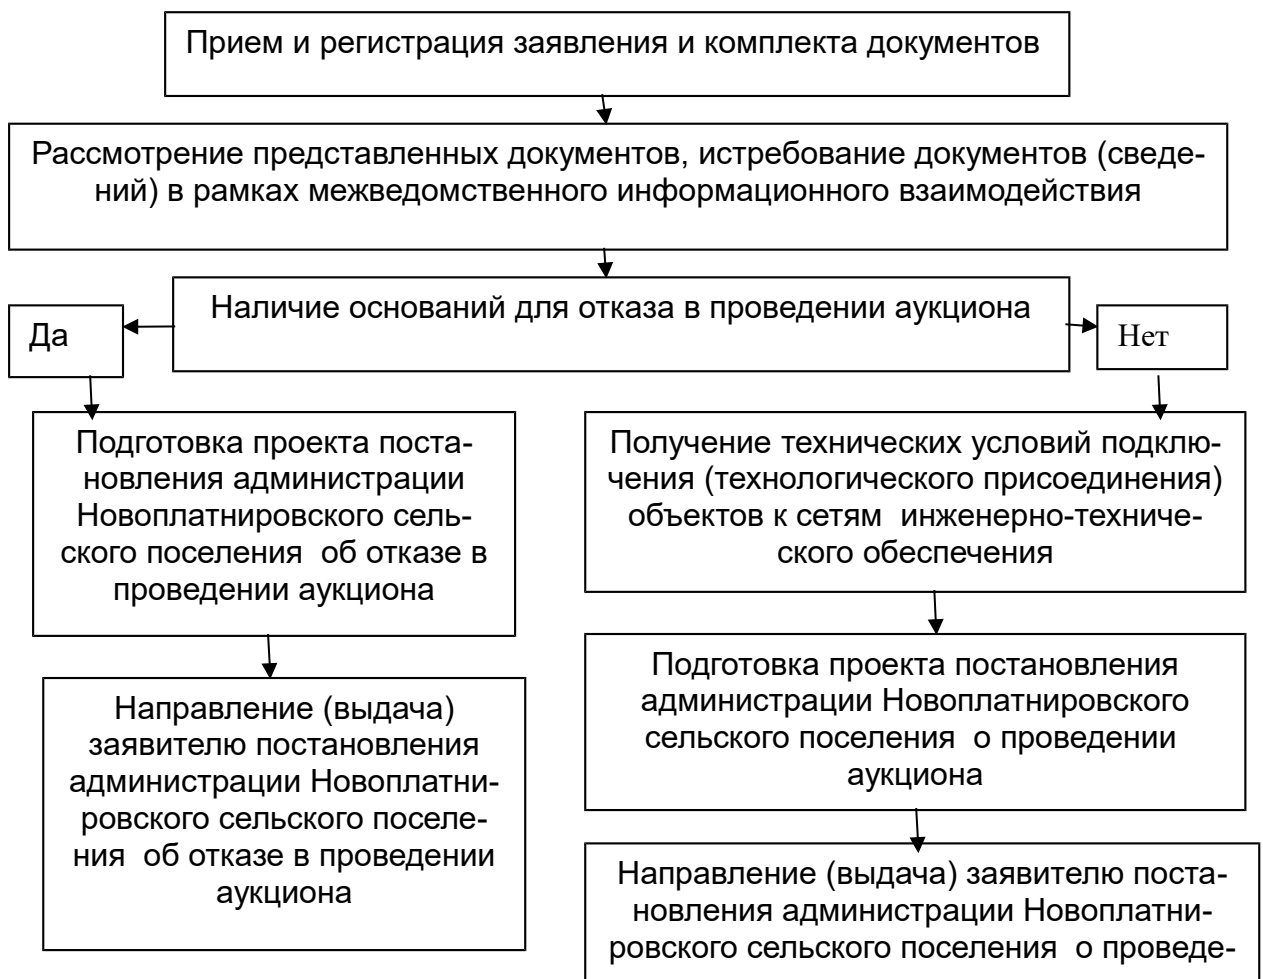 Прием и регистрация заявления и комплекта документов
Рассмотрение представленных документов, истребование документов (сведе-
ний) в рамках межведомственного информационного взаимодействия
Наличие оснований для отказа в проведении аукциона
Да
Нет
Подготовка проекта поста-
новления администрации
Новоплатнировского сель-
ского поселения  об отказе в
проведении аукциона
Направление (выдача)
заявителю постановления
администрации Новоплатни-
ровского сельского поселе-
ния  об отказе в проведении
аукциона
Получение технических условий подклю-
чения (технологического присоединения)
объектов к сетям  инженерно-техниче-
ского обеспечения
Подготовка проекта постановления
администрации Новоплатнировского
сельского поселения  о проведении
аукциона
Направление (выдача) заявителю поста-
новления администрации Новоплатни-
ровского сельского поселения  о проведе-